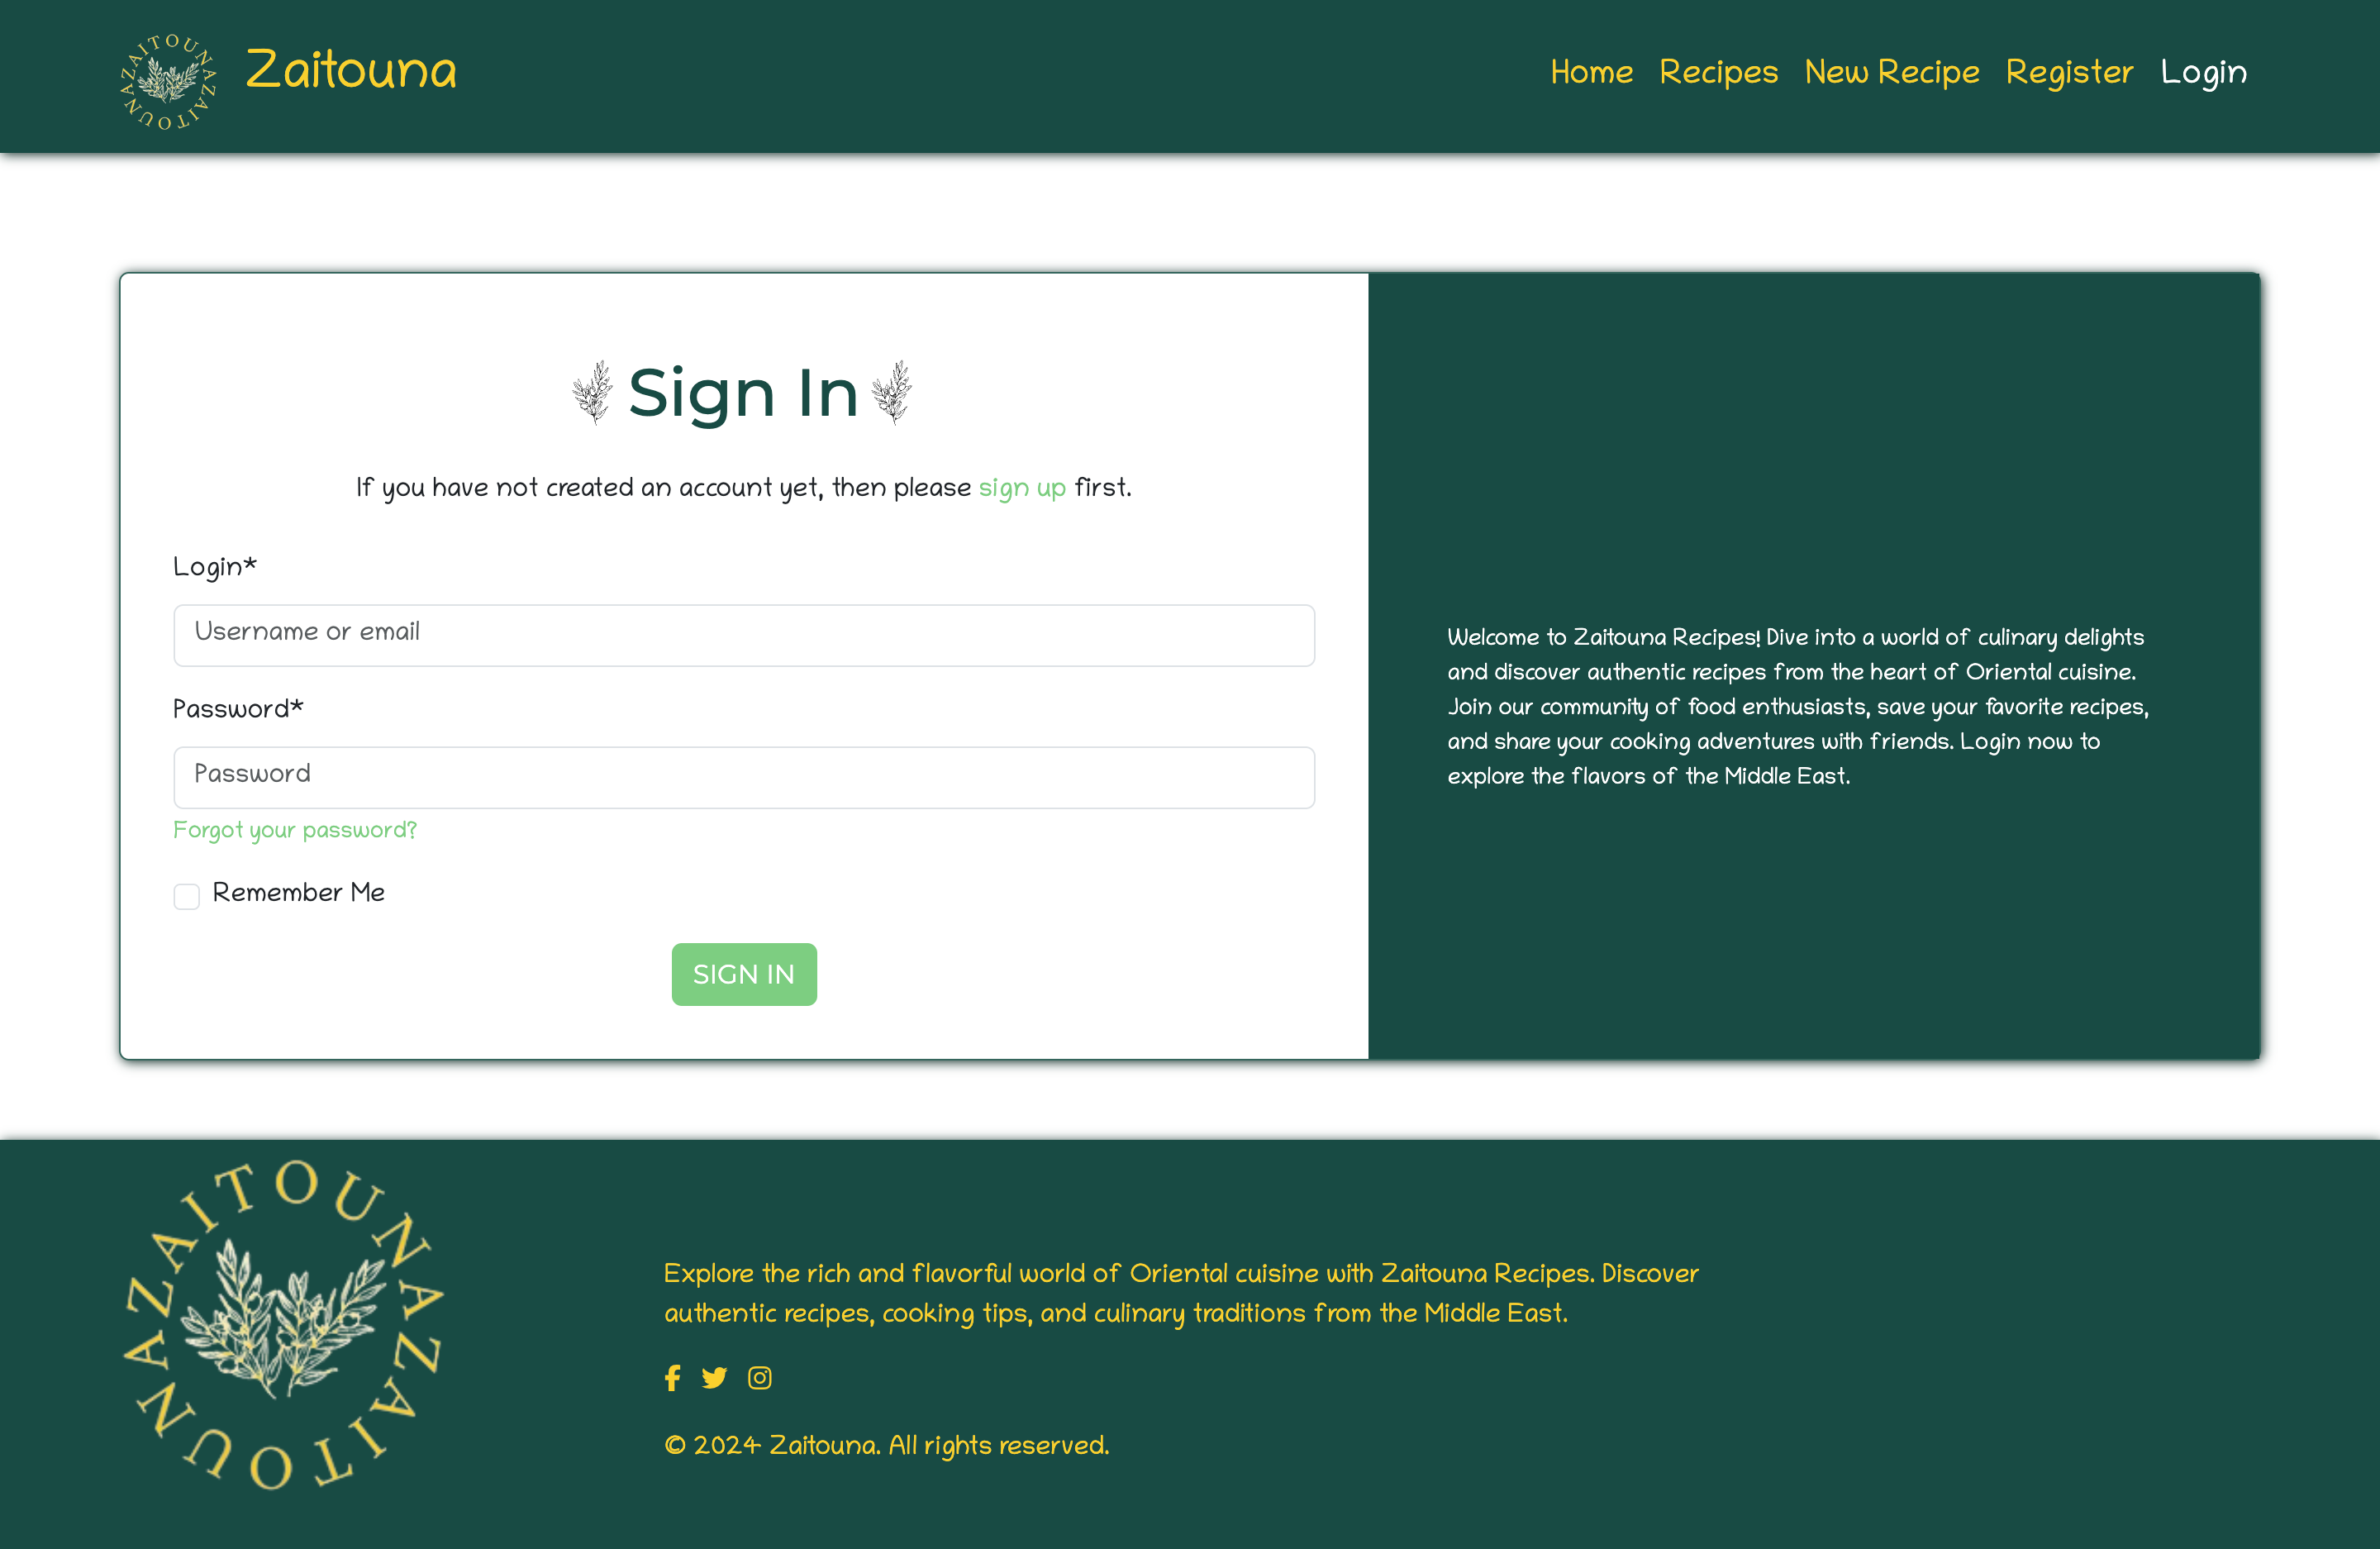 ZAITOUNAZAITOUNA
Zaitouna
Home Recipes New Recipe Register Login
Sign In
If you have not created an account yet, then please sign up first.
Login*
Username or email
Password*
Password
Forgot your password?
Remember Me
SIGN IN
Welcome to Zaitouna Recipes! Dive into a world of culinary delights
and discover authentic recipes from the heart of Oriental cuisine.
Join our community of food enthusiasts, save your favorite recipes,
and share your cooking adventures with friends. Login now to
explore the flavors of the Middle East.
ZAITOUNAZAITOUNA
Explore the rich and flavorful world of Oriental cuisine with Zaitouna Recipes. Discover
authentic recipes, cooking tips, and culinary traditions from the Middle East.
© 2024 Zaitouna. All rights reserved.